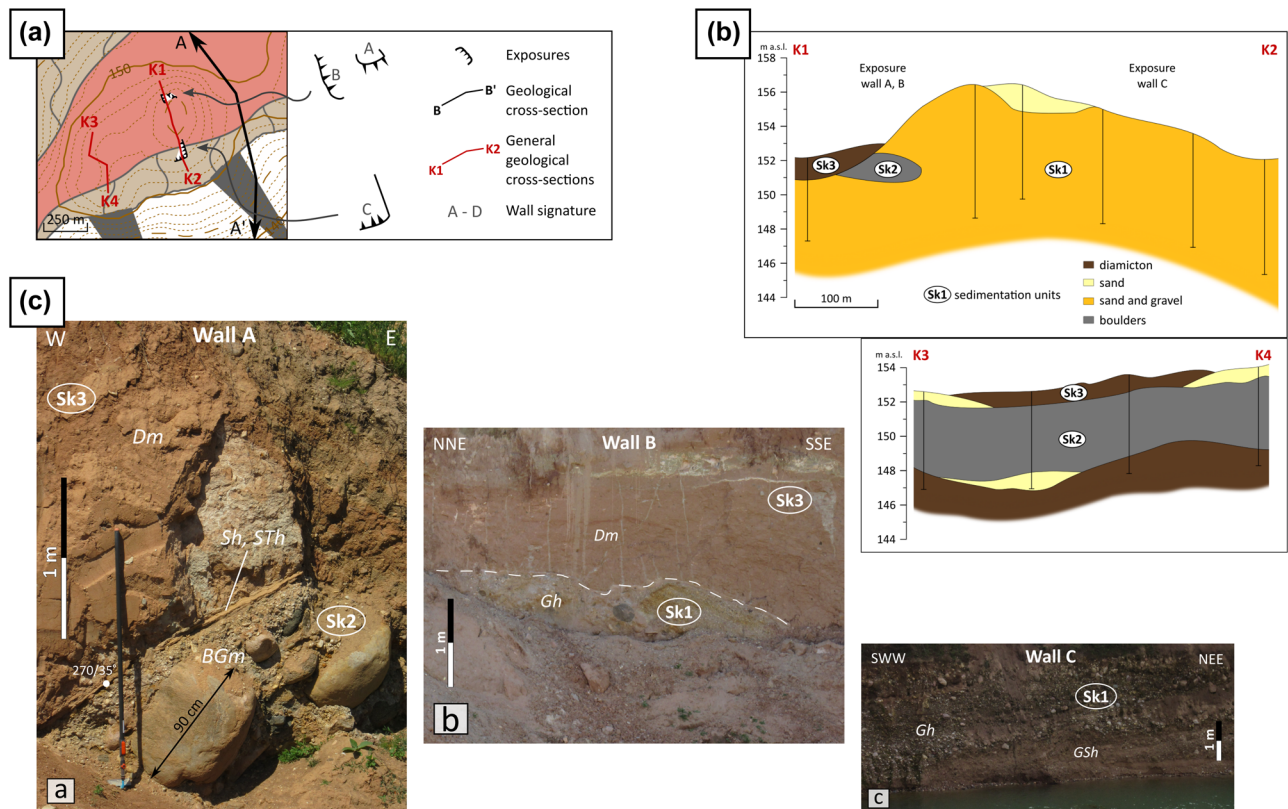 (a)
A
150
K1
K3
K4
K2
250 m
A'
B
A
C
Exposures
B
B'
Geological
cross-section
K1
K2
General
geological
cross-sections
A - D
Wall signature
(b)
m a.s.l.
K1
K2
158
156
154
152
150
148
146
144
Exposure
wall A, B
Exposure
wall C
Sk3
Sk2
Sk1
100 m
Sk1 sedimentation units
diamicton
sand
sand and gravel
boulders
m a.s.l.
K3
K4
154
152
150
148
146
144
Sk3
Sk2
(c)
W
Wall A
E
Sk3
Dm
1 m
Sh, STh
Sk2
BGm
270/35°
90 cm
a
NNE
Wall B
SSE
Sk3
Dm
Gh
Sk1
1 m
b
SWW
Wall C
NEE
Sk1
Gh
GSh
1 m
c